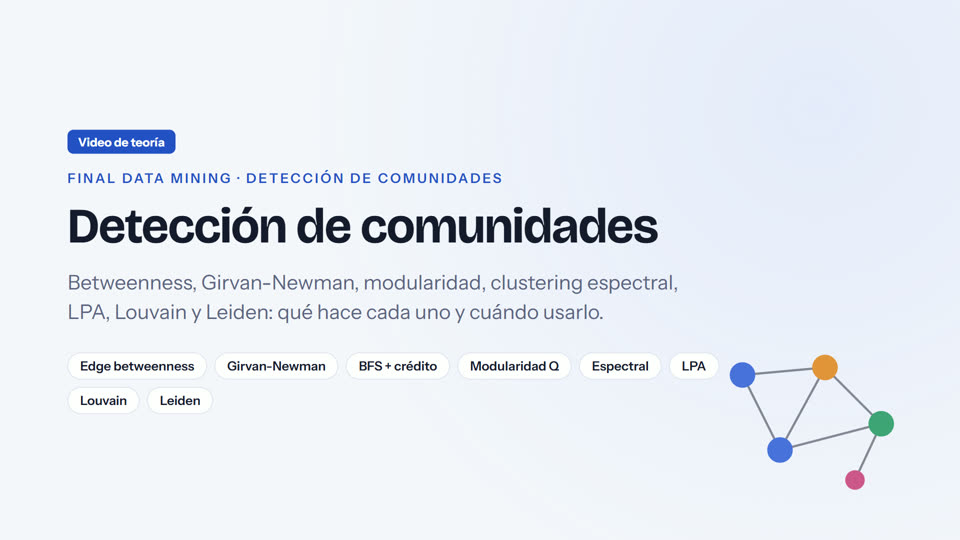 Video de teoría
FINAL DATA MINING · DETECCIÓN DE COMUNIDADES
Detección de comunidades
Betweenness, Girvan-Newman, modularidad, clustering espectral,
LPA, Louvain y Leiden: qué hace cada uno y cuándo usarlo.
Edge betweenness Girvan-Newman BFS + crédito Modularidad Q Espectral LPA
Louvain Leiden